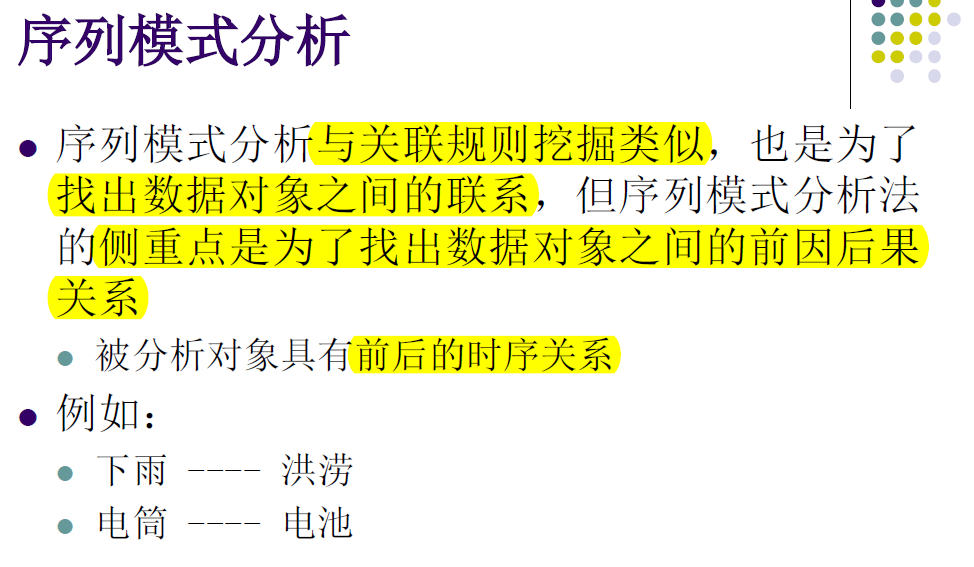 序列模式分析
序列模式分析与关联规则挖掘类似，也是为了
找出数据对象之间的联系，但序列模式分析法
的侧重点是为了找出数据对象之间的前因后果
关系
被分析对象具有前后的时序关系
例如：
下雨 ---- 洪涝
电筒 ---- 电池